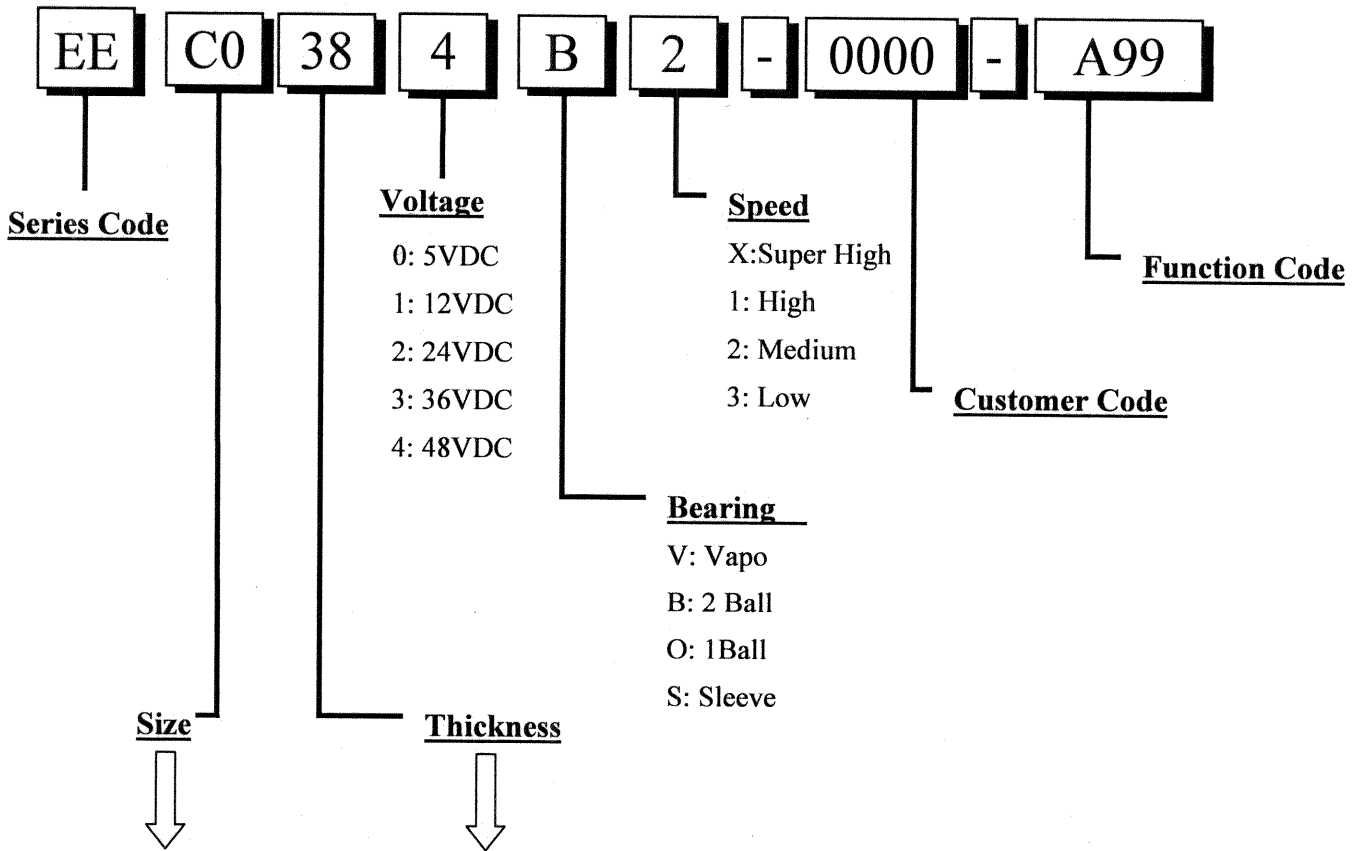 EE C0 38 4 B 2 - 0000 - A99
Series Code
Voltage
0: 5VDC
1: 12VDC
2: 24VDC
3: 36VDC
4: 48VDC
Speed
X:Super High
1: High
2: Medium
3: Low
Function Code
Customer Code
Bearing
V: Vapo
B: 2 Ball
O: 1Ball
S: Sleeve
Size
Thickness